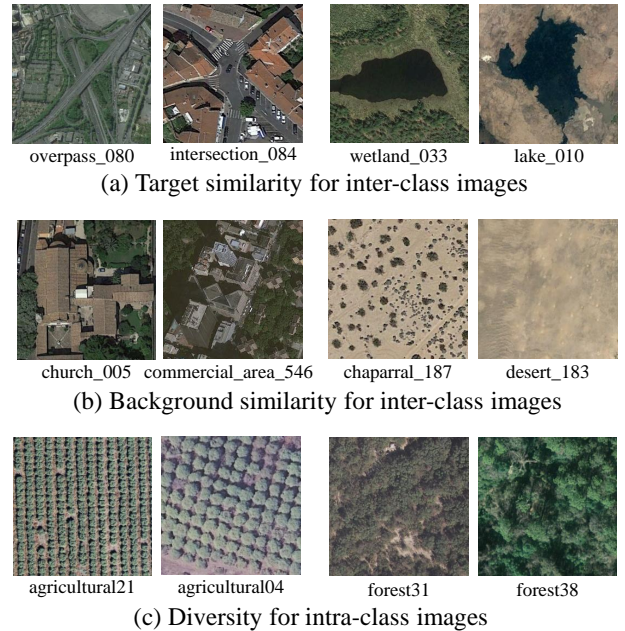 overpass_080 intersection_084 wetland_033 lake_010
(a) Target similarity for inter-class images
church_005 commercial_area_546 chaparral_187 desert_183
(b) Background similarity for inter-class images
agricultural21 agricultural04 forest31 forest38
(c) Diversity for intra-class images